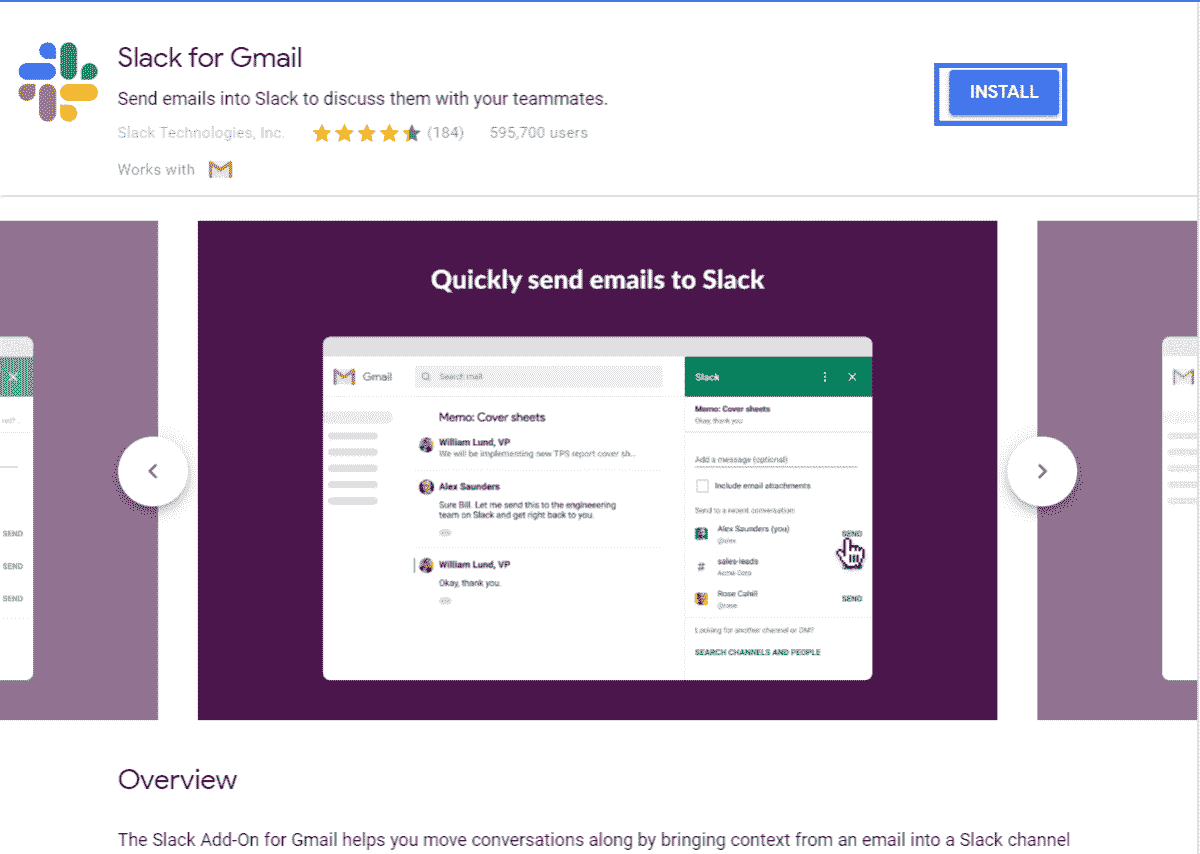 Slack for Gmail
INSTALL
Send emails into Slack to discuss them with your teammates.
Slack Technologies, Inc. (184) 595,700 users
Works with
Quickly send emails to Slack
Gmail
Search mail
Memo: Cover sheets
William Lund, VP
We will be implementing new TPS report cover sh...
Alex Saunders
Sure Bill. Let me send this to the engineering
team on Slack and get right back to you.
William Lund, VP
Okay, thank you.
Slack
Memo: Cover sheets
Okay, thank you
Add a message (optional)
Include email attachments
Send to a recent conversation
Alex Saunders (you)
@alex
SEND
# sales-leads
Acme Corp
Rose Cahill
@rose
SEND
Looking for another channel or DM?
SEARCH CHANNELS AND PEOPLE
SEND
SEND
SEND
Overview
The Slack Add-On for Gmail helps you move conversations along by bringing context from an email into a Slack channel